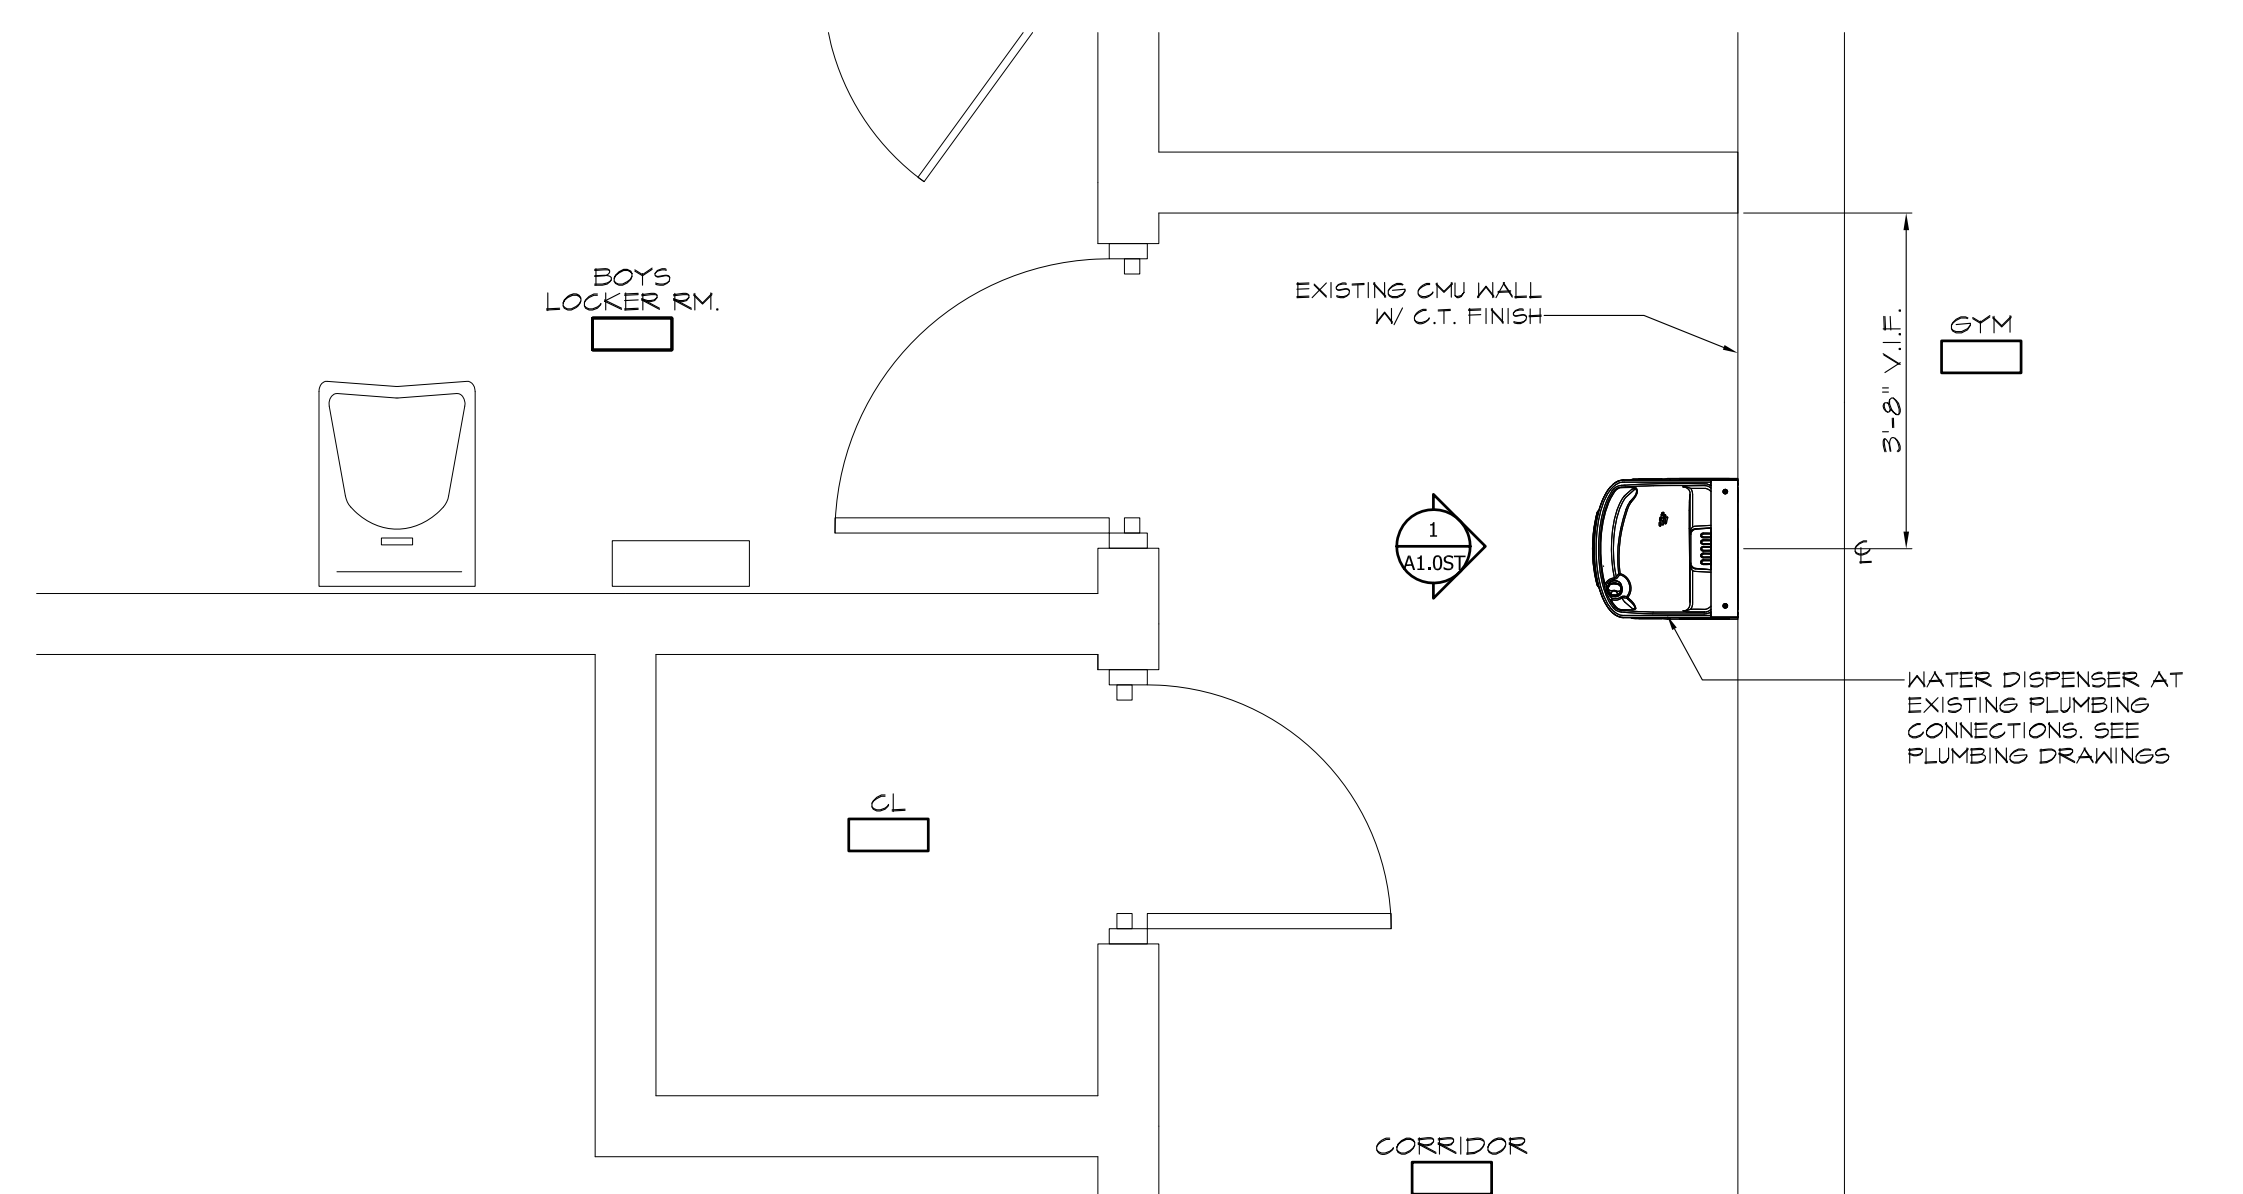 BOYS
LOCKER RM.
EXISTING CMU WALL
W/ C.T. FINISH
3'-8" V.I.F.
GYM
1
A1.0ST
℄
WATER DISPENSER AT
EXISTING PLUMBING
CONNECTIONS. SEE
PLUMBING DRAWINGS
CL
CORRIDOR